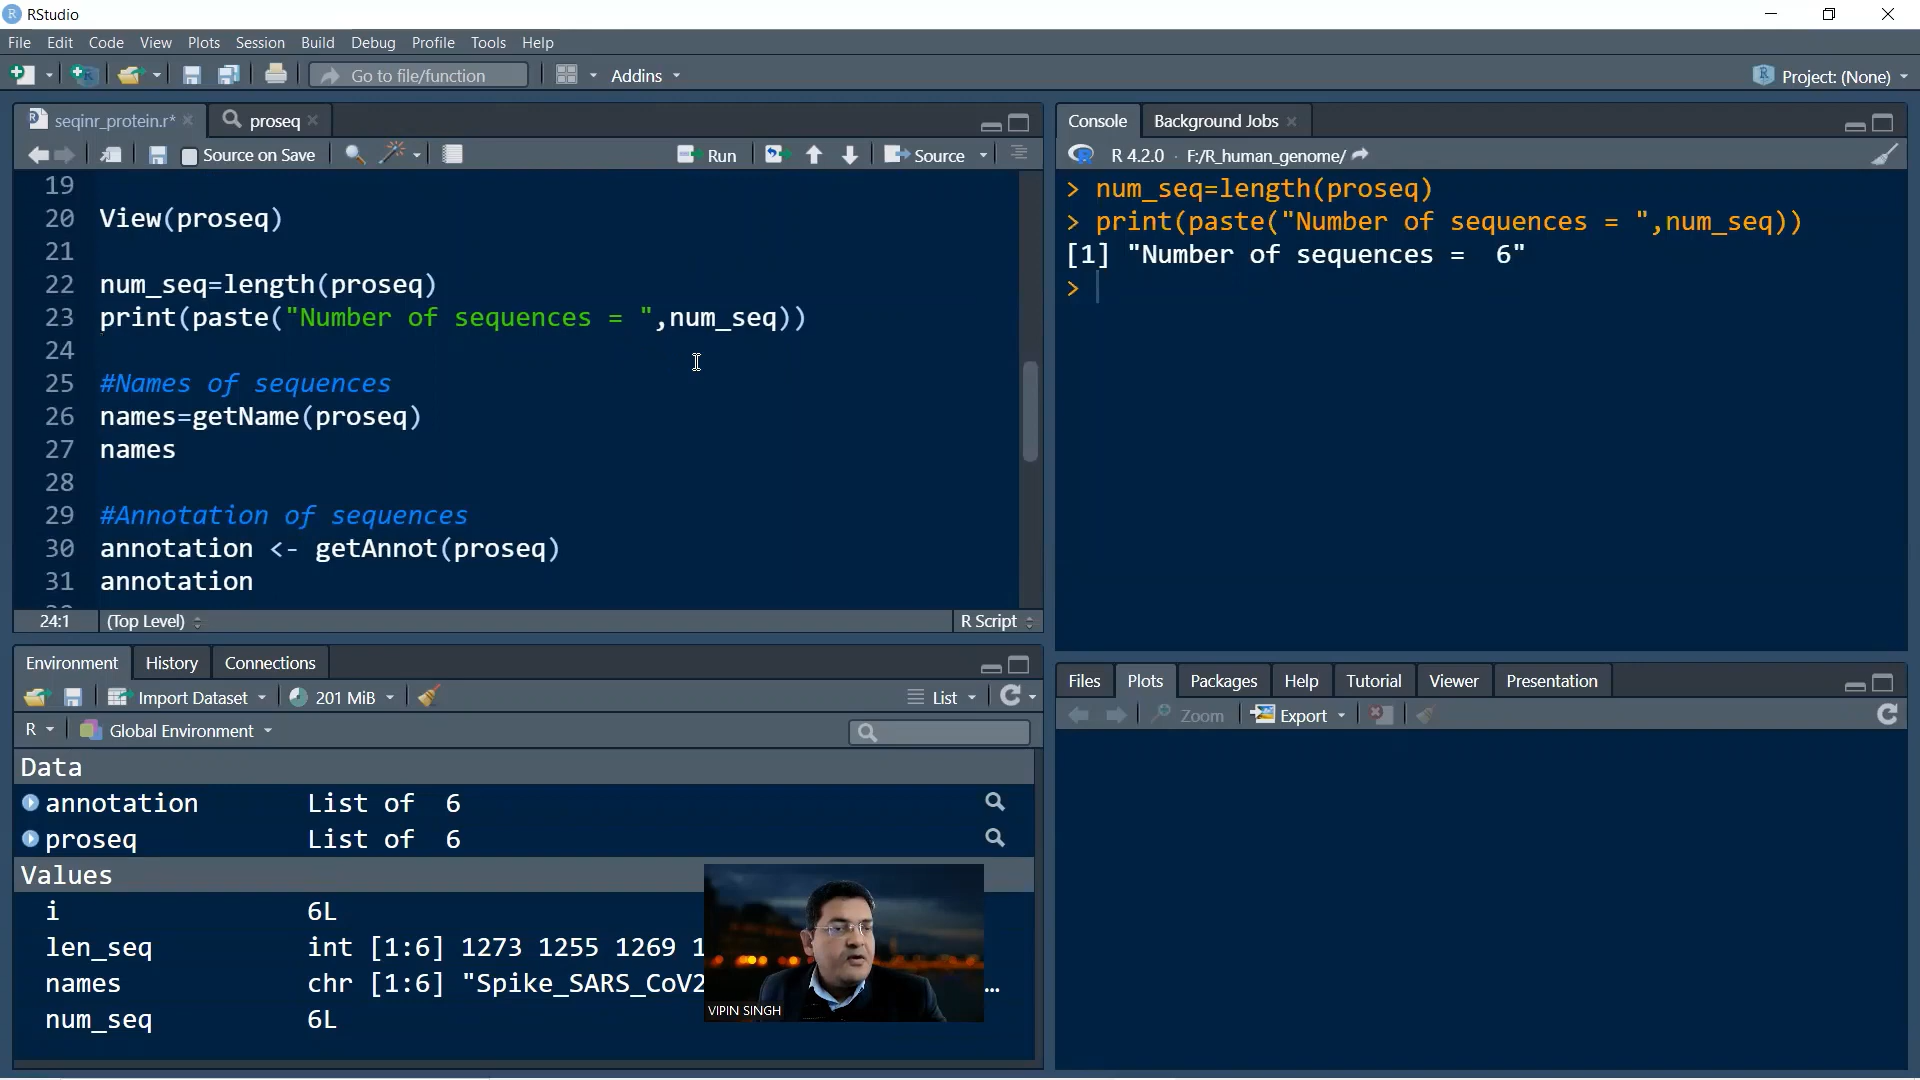 RStudio
File Edit Code View Plots Session Build Debug Profile Tools Help
Go to file/function Addins Project: (None)
seqinr_protein.r* proseq
Source on Save Run Source
19
20 View(proseq)
21
22 num_seq=length(proseq)
23 print(paste("Number of sequences = ",num_seq))
24
25 #Names of sequences
26 names=getName(proseq)
27 names
28
29 #Annotation of sequences
30 annotation <- getAnnot(proseq)
31 annotation
24:1 (Top Level) R Script
Console Background Jobs
R 4.2.0 · F:/R_human_genome/
> num_seq=length(proseq)
> print(paste("Number of sequences = ",num_seq))
[1] "Number of sequences =  6"
>
Environment History Connections
Import Dataset 201 MiB List
R Global Environment
Data
annotation List of 6
proseq List of 6
Values
i 6L
len_seq int [1:6] 1273 1255 1269 1
names chr [1:6] "Spike_SARS_CoV2 …
num_seq 6L
VIPIN SINGH
Files Plots Packages Help Tutorial Viewer Presentation
Zoom Export